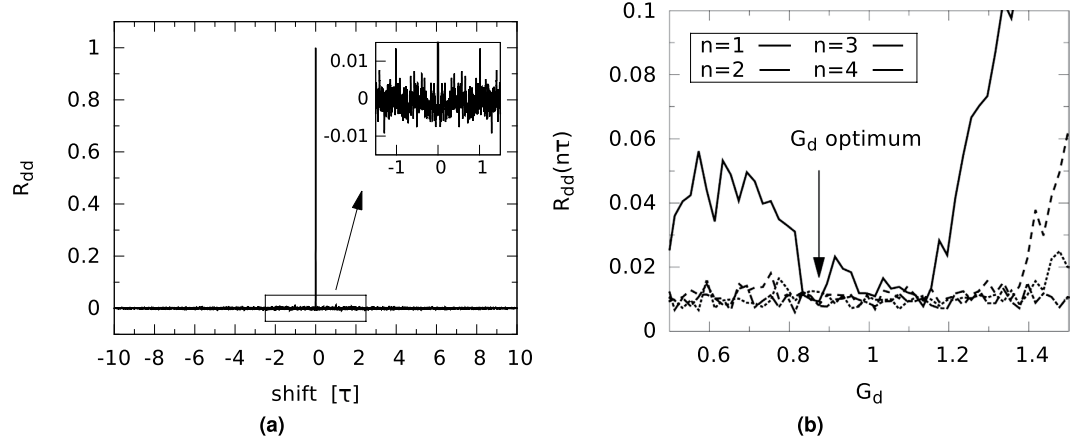 1
0.8
0.6
0.4
0.2
0
R_dd
-10 -8 -6 -4 -2 0 2 4 6 8 10
shift [τ]
(a)
0.01
0
-0.01
-1 0 1
0.1
0.08
0.06
0.04
0.02
0
R_dd(nτ)
n=1 n=3
n=2 n=4
G_d optimum
0.6 0.8 1 1.2 1.4
G_d
(b)